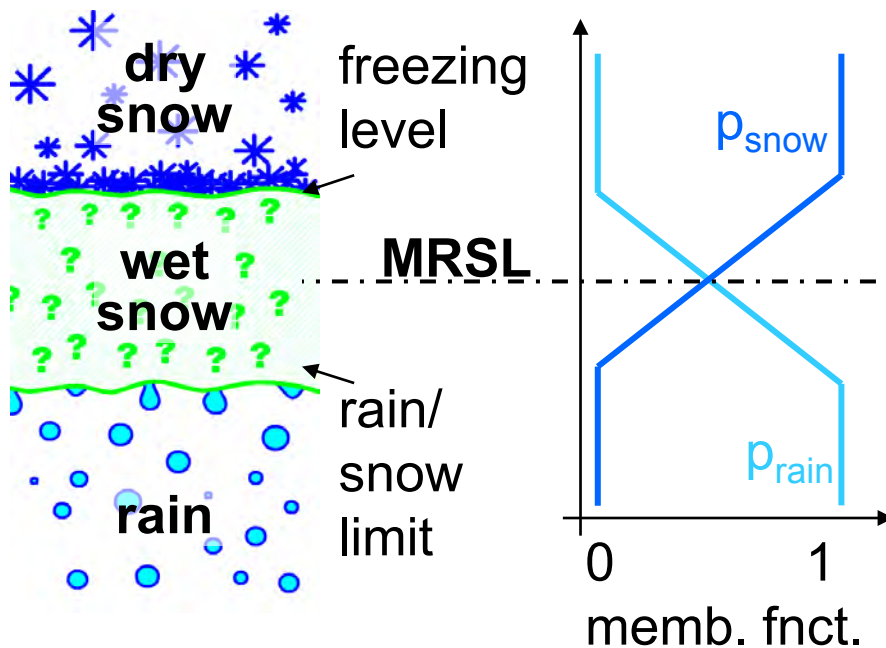 dry
snow
freezing
level
? ? ? ? ? ?
wet
snow
MRSL
rain/
snow
limit
rain
p_snow
p_rain
0 1
memb. fnct.